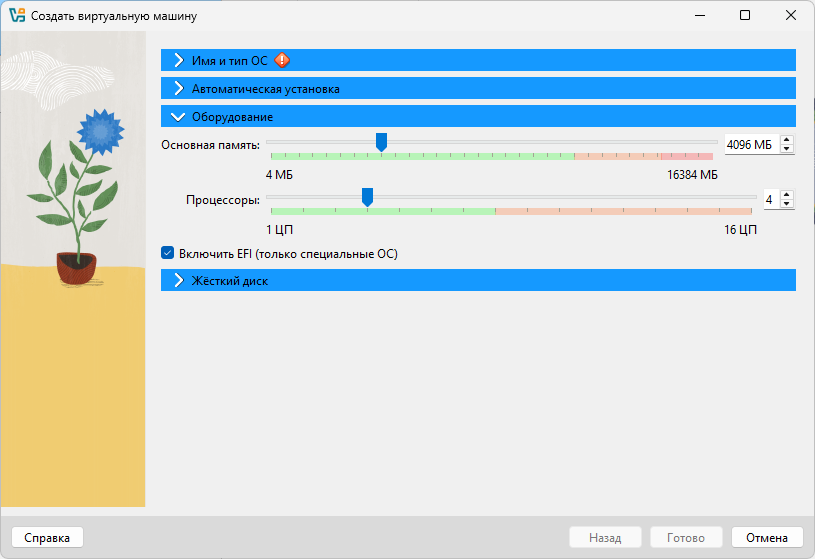 Создать виртуальную машину
Имя и тип ОС
Автоматическая установка
Оборудование
Основная память: 4096 МБ
4 МБ 16384 МБ
Процессоры: 4
1 ЦП 16 ЦП
Включить EFI (только специальные ОС)
Жёсткий диск
Справка Назад Готово Отмена